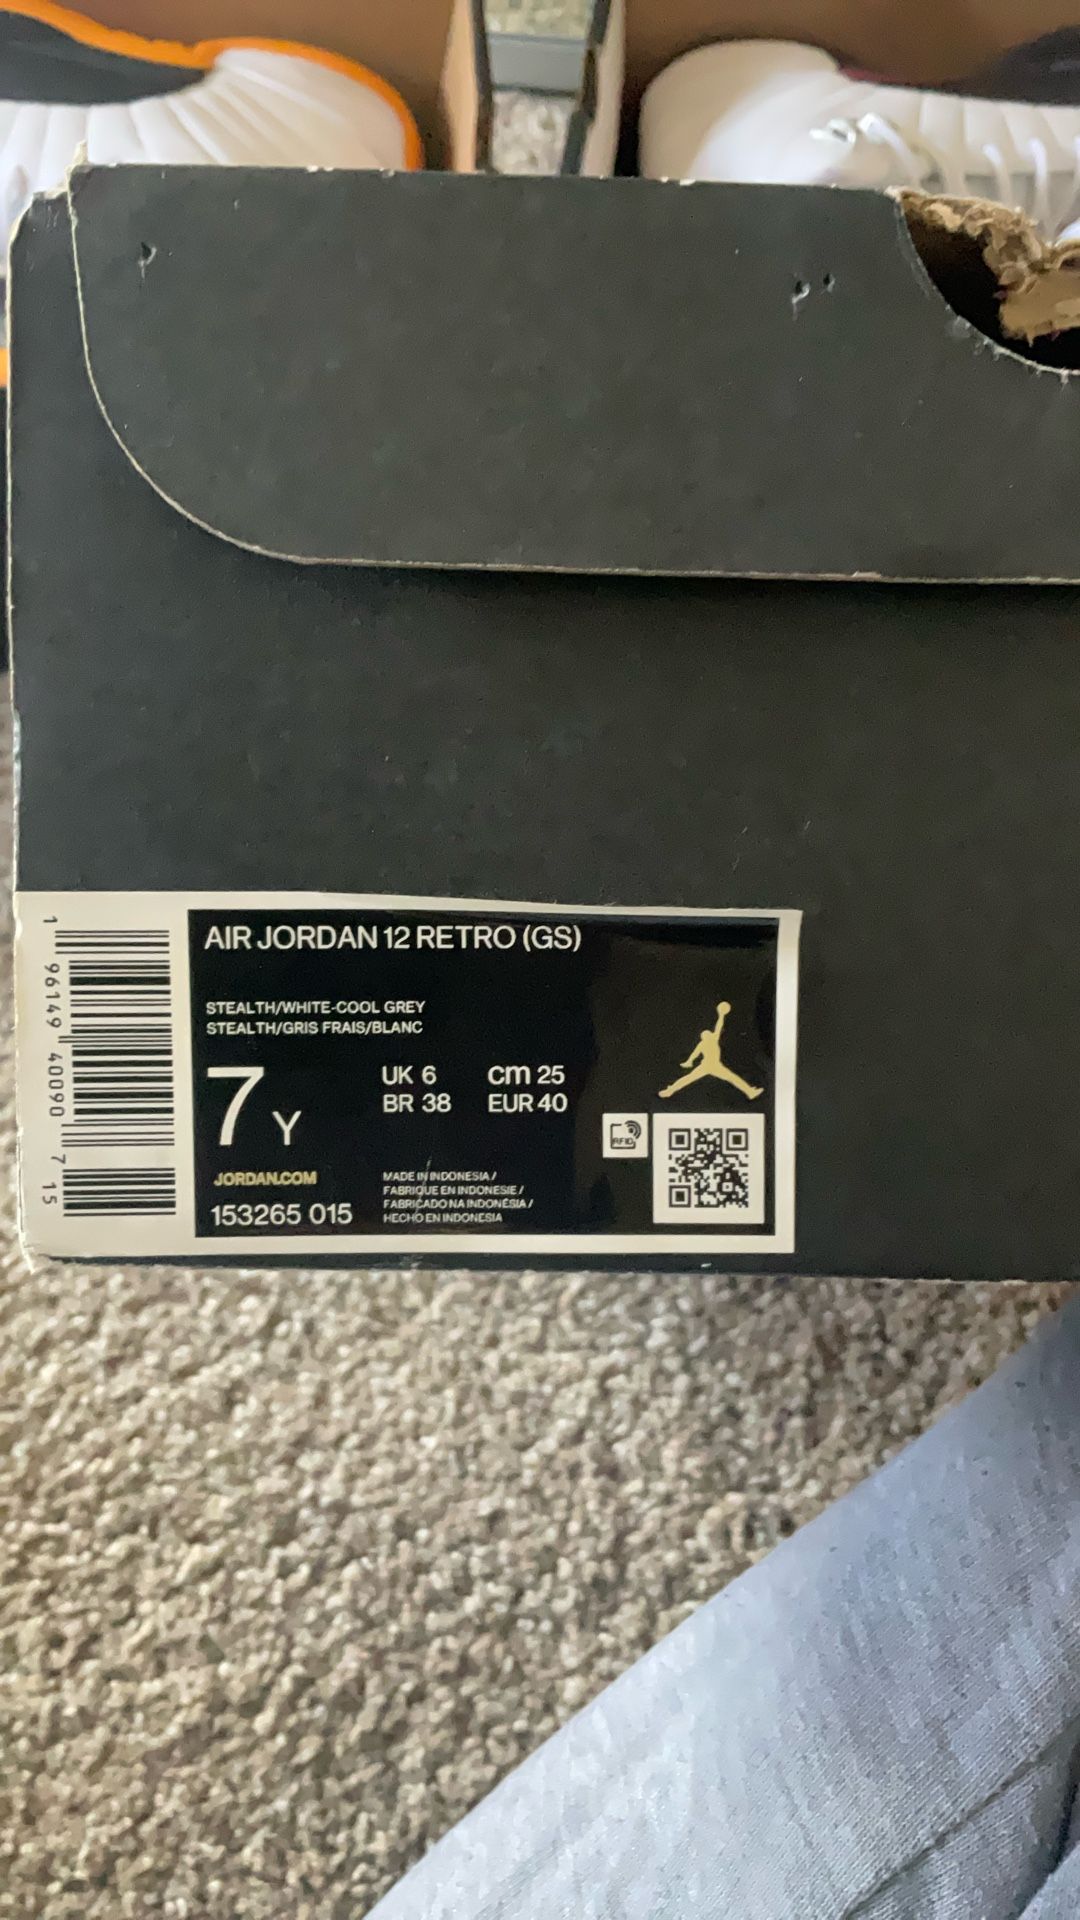 AIR JORDAN 12 RETRO (GS)
STEALTH/WHITE-COOL GREY
STEALTH/GRIS FRAIS/BLANC
7 Y
UK 6
cm 25
BR 38
EUR 40
RFID
JORDAN.COM
153265 015
MADE IN INDONESIA /
FABRIQUE EN INDONESIE /
FABRICADO NA INDONÉSIA /
HECHO EN INDONESIA
1 96149 40090 7 15